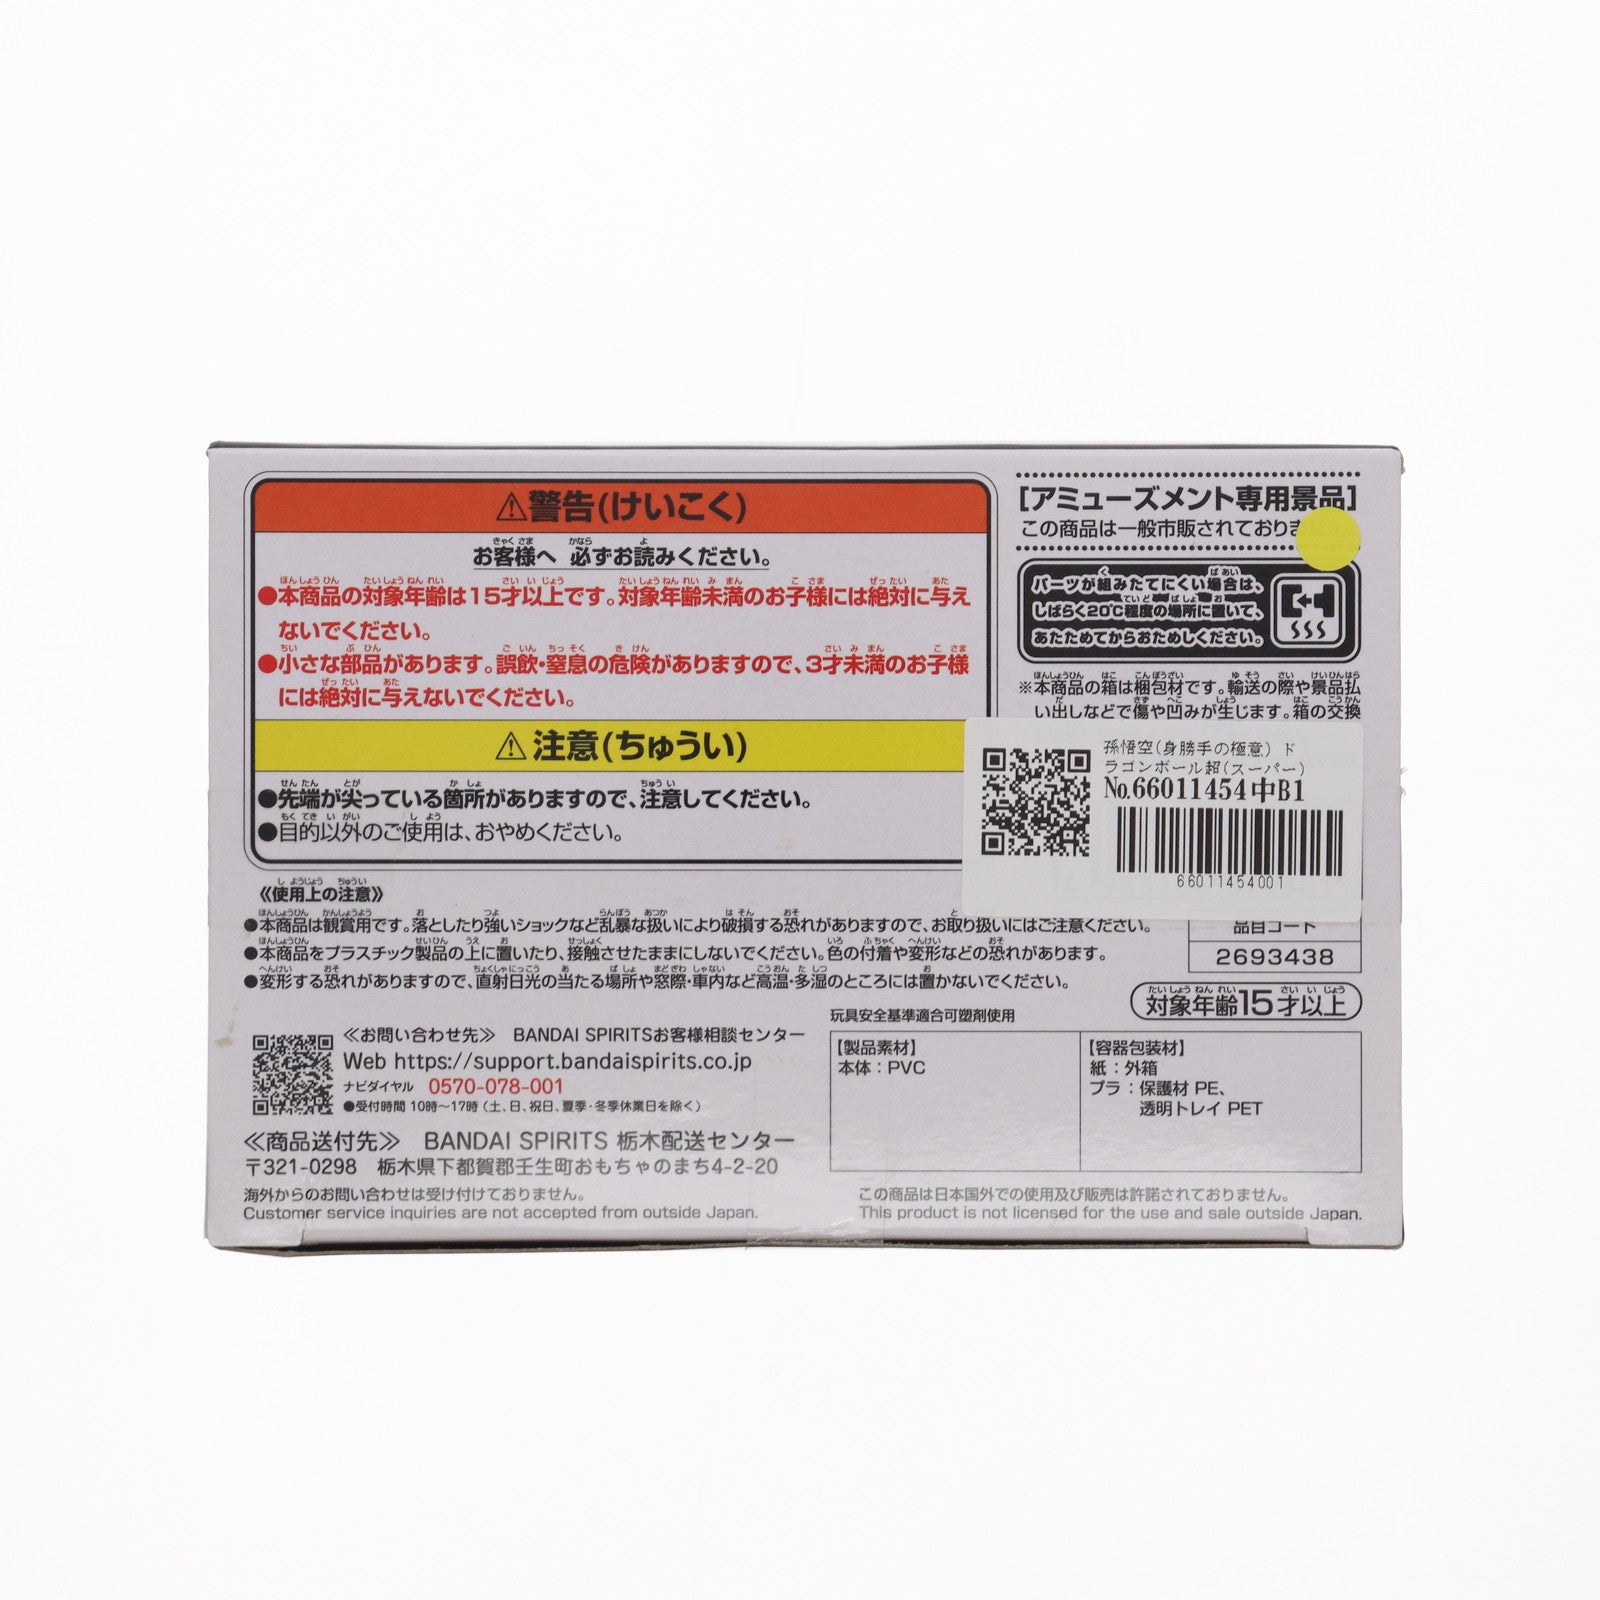 ⚠警告(けいこく)
お客様へ 必ずお読みください。
●本商品の対象年齢は15才以上です。対象年齢未満のお子様には絶対に与え
ないでください。
●小さな部品があります。誤飲・窒息の危険がありますので、3才未満のお子様
には絶対に与えないでください。
⚠注意(ちゅうい)
●先端が尖っている箇所がありますので、注意してください。
●目的以外のご使用は、おやめください。
[アミューズメント専用景品]
この商品は一般市販されておりま
パーツが組みたてにくい場合は、
しばらく20℃程度の場所に置いて、
あたためてからおためしください。
※本商品の箱は梱包材です。輸送の際や景品払
い出しなどで傷や凹みが生じます。箱の交換
孫悟空(身勝手の極意) ド
ラゴンボール超(スーパー)
No.66011454中B1
66011454001
《使用上の注意》
●本商品は観賞用です。落としたり強いショックなど乱暴な扱いにより破損する恐れがありますので、お取り扱いにはご注意ください。
●本商品をプラスチック製品の上に置いたり、接触させたままにしないでください。色の付着や変形などの恐れがあります。
●変形する恐れがありますので、直射日光の当たる場所や窓際・車内など高温・多湿のところには置かないでください。
品目コード
2693438
対象年齢15才以上
≪お問い合わせ先≫ BANDAI SPIRITSお客様相談センター
Web https://support.bandaispirits.co.jp
ナビダイヤル 0570-078-001
●受付時間 10時～17時(土、日、祝日、夏季・冬季休業日を除く)
≪商品送付先≫ BANDAI SPIRITS 栃木配送センター
〒321-0298 栃木県下都賀郡壬生町おもちゃのまち4-2-20
海外からのお問い合わせは受け付けておりません。
Customer service inquiries are not accepted from outside Japan.
玩具安全基準適合可塑剤使用
【製品素材】
本体:PVC
【容器包装材】
紙:外箱
プラ:保護材 PE、
透明トレイ PET
この商品は日本国外での使用及び販売は許諾されておりません。
This product is not licensed for the use and sale outside Japan.